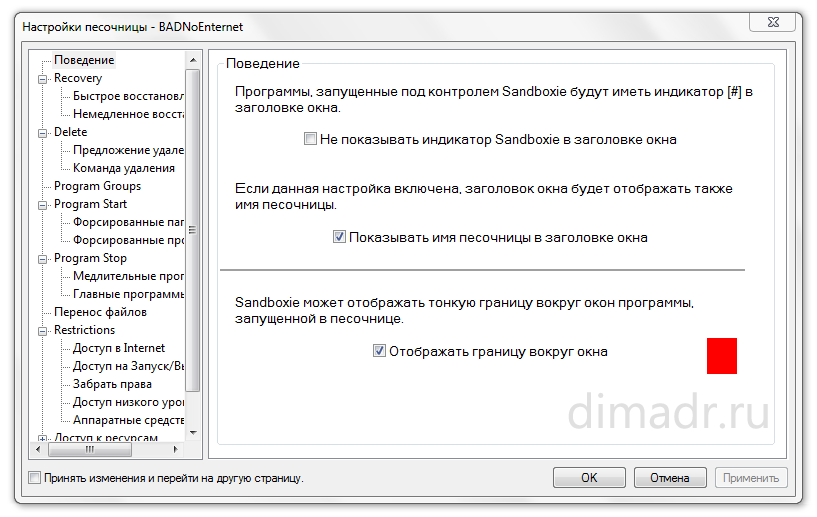 Настройки песочницы - BADNoEnternet
Поведение
Recovery
Быстрое восстановл
Немедленное восста
Delete
Предложение удале
Команда удаления
Program Groups
Program Start
Форсированные пап
Форсированные про
Program Stop
Медлительные прог
Главные программы
Перенос файлов
Restrictions
Доступ в Internet
Доступ на Запуск/Вы
Забрать права
Доступ низкого уро
Аппаратные средств
Доступ к ресурсам
Поведение
Программы, запущенные под контролем Sandboxie будут иметь индикатор [#] в
заголовке окна.
Не показывать индикатор Sandboxie в заголовке окна
Если данная настройка включена, заголовок окна будет отображать также
имя песочницы.
Показывать имя песочницы в заголовке окна
Sandboxie может отображать тонкую границу вокруг окон программы,
запущенной в песочнице.
Отображать границу вокруг окна
dimadr.ru
Принять изменения и перейти на другую страницу.
OK
Отмена
Применить